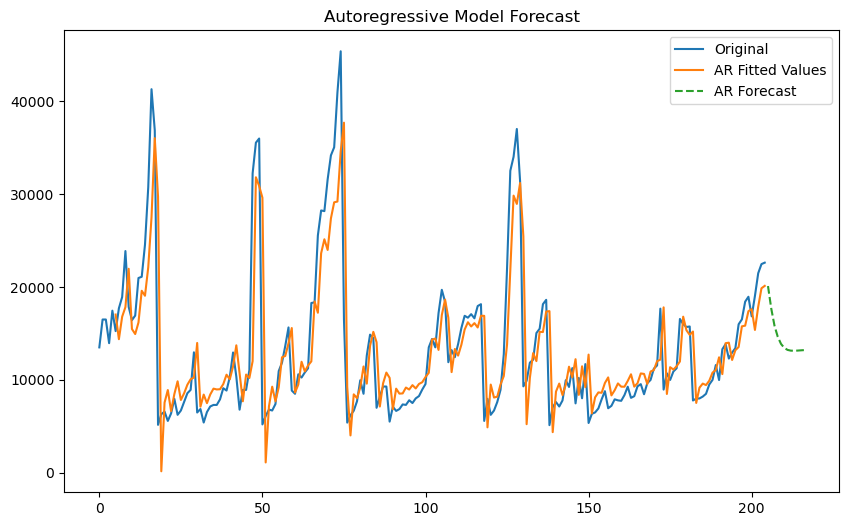 Autoregressive Model Forecast
Original
AR Fitted Values
AR Forecast
40000
30000
20000
10000
0
0 50 100 150 200